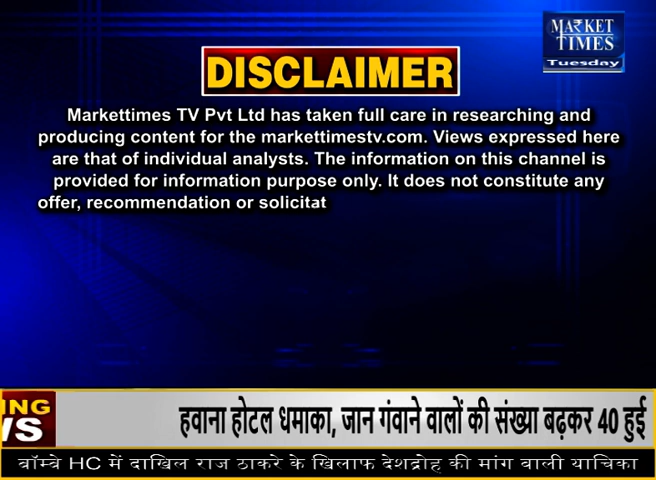 MARKET
TIMES
Tuesday
DISCLAIMER
Markettimes TV Pvt Ltd has taken full care in researching and
producing content for the markettimestv.com. Views expressed here
are that of individual analysts. The information on this channel is
provided for information purpose only. It does not constitute any
offer, recommendation or solicitat
हवाना होटल धमाका, जान गंवाने वालों की संख्या बढ़कर 40 हुई
बॉम्बे HC में दाखिल राज ठाकरे के खिलाफ देशद्रोह की मांग वाली याचिका